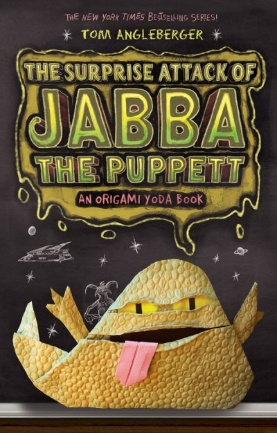 THE NEW YORK TIMES BESTSELLING SERIES!
TOM ANGLEBERGER
THE SURPRISE ATTACK OF
JABBA
THE PUPPETT
AN ORIGAMI YODA BOOK